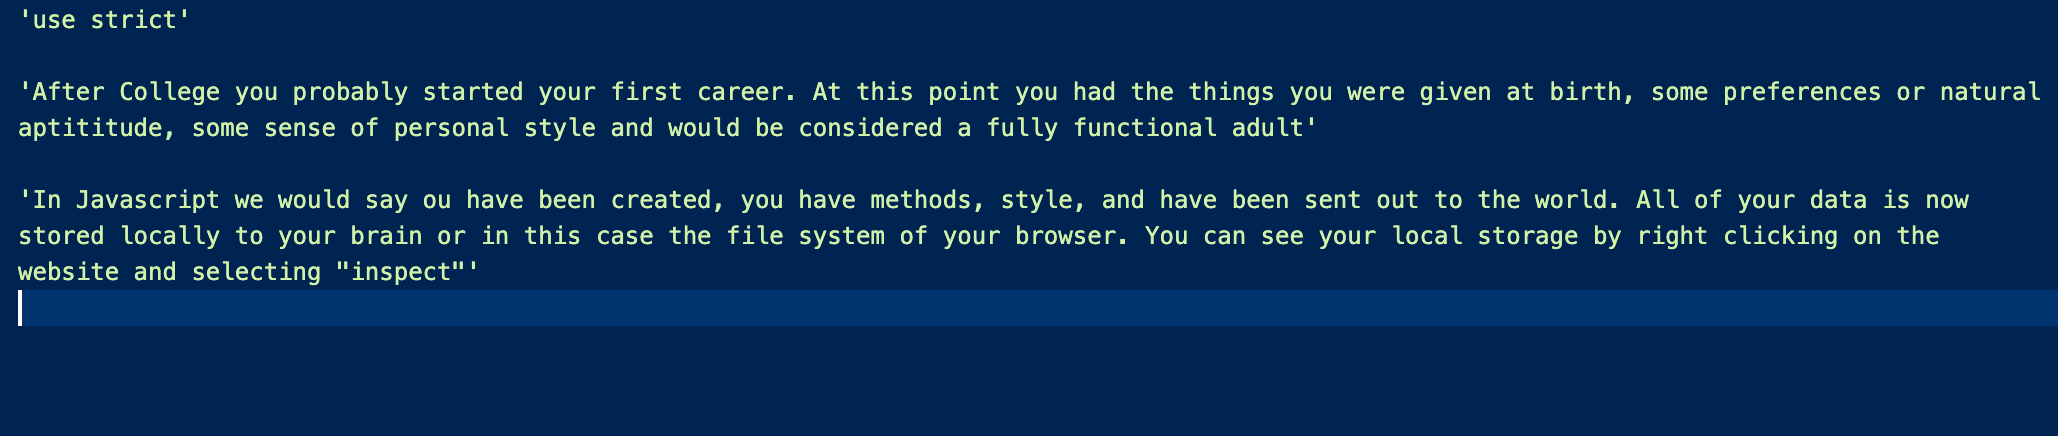 'use strict'
'After College you probably started your first career. At this point you had the things you were given at birth, some preferences or natural
aptititude, some sense of personal style and would be considered a fully functional adult'
'In Javascript we would say ou have been created, you have methods, style, and have been sent out to the world. All of your data is now
stored locally to your brain or in this case the file system of your browser. You can see your local storage by right clicking on the
website and selecting "inspect"'